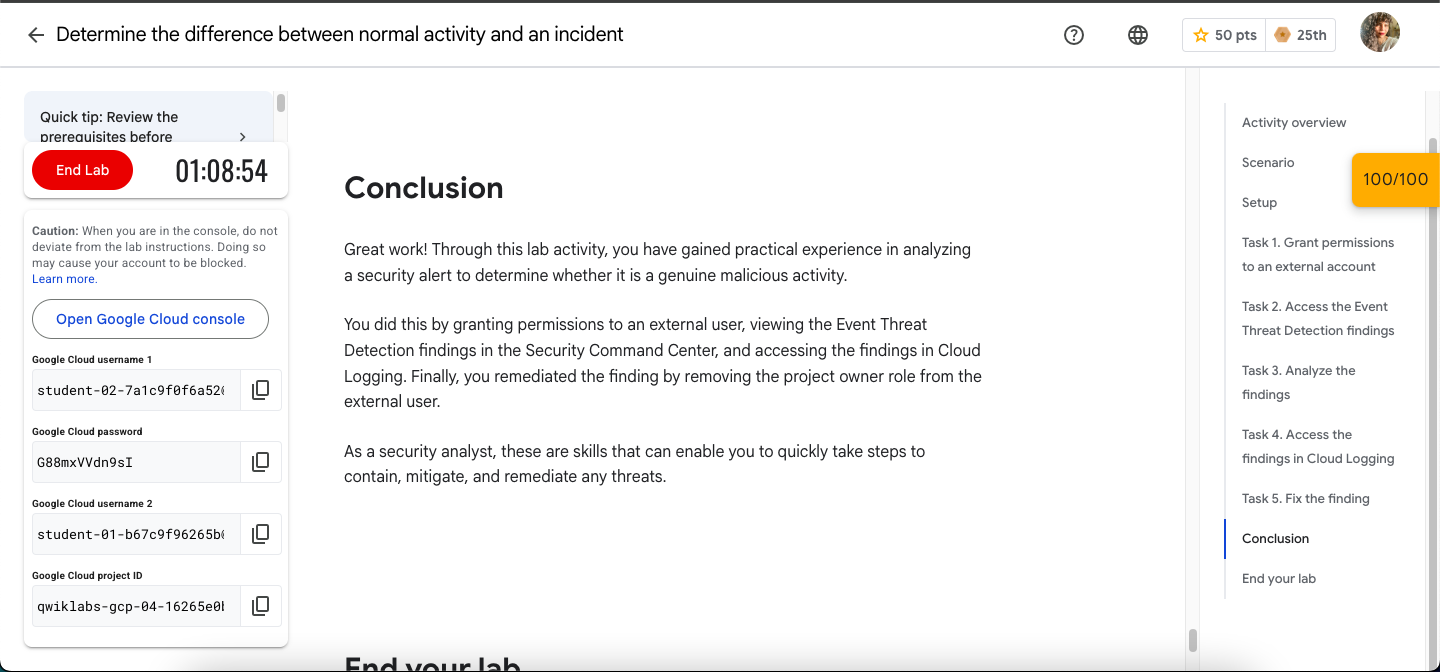 Determine the difference between normal activity and an incident
50 pts
25th
Quick tip: Review the
prerequisites before
End Lab
01:08:54
Caution: When you are in the console, do not
deviate from the lab instructions. Doing so
may cause your account to be blocked.
Learn more.
Open Google Cloud console
Google Cloud username 1
student-02-7a1c9f0f6a52
Google Cloud password
G88mxVVdn9sI
Google Cloud username 2
student-01-b67c9f96265b
Google Cloud project ID
qwiklabs-gcp-04-16265e0
Conclusion
Great work! Through this lab activity, you have gained practical experience in analyzing
a security alert to determine whether it is a genuine malicious activity.
You did this by granting permissions to an external user, viewing the Event Threat
Detection findings in the Security Command Center, and accessing the findings in Cloud
Logging. Finally, you remediated the finding by removing the project owner role from the
external user.
As a security analyst, these are skills that can enable you to quickly take steps to
contain, mitigate, and remediate any threats.
End your lab
Activity overview
Scenario
100/100
Setup
Task 1. Grant permissions
to an external account
Task 2. Access the Event
Threat Detection findings
Task 3. Analyze the
findings
Task 4. Access the
findings in Cloud Logging
Task 5. Fix the finding
Conclusion
End your lab